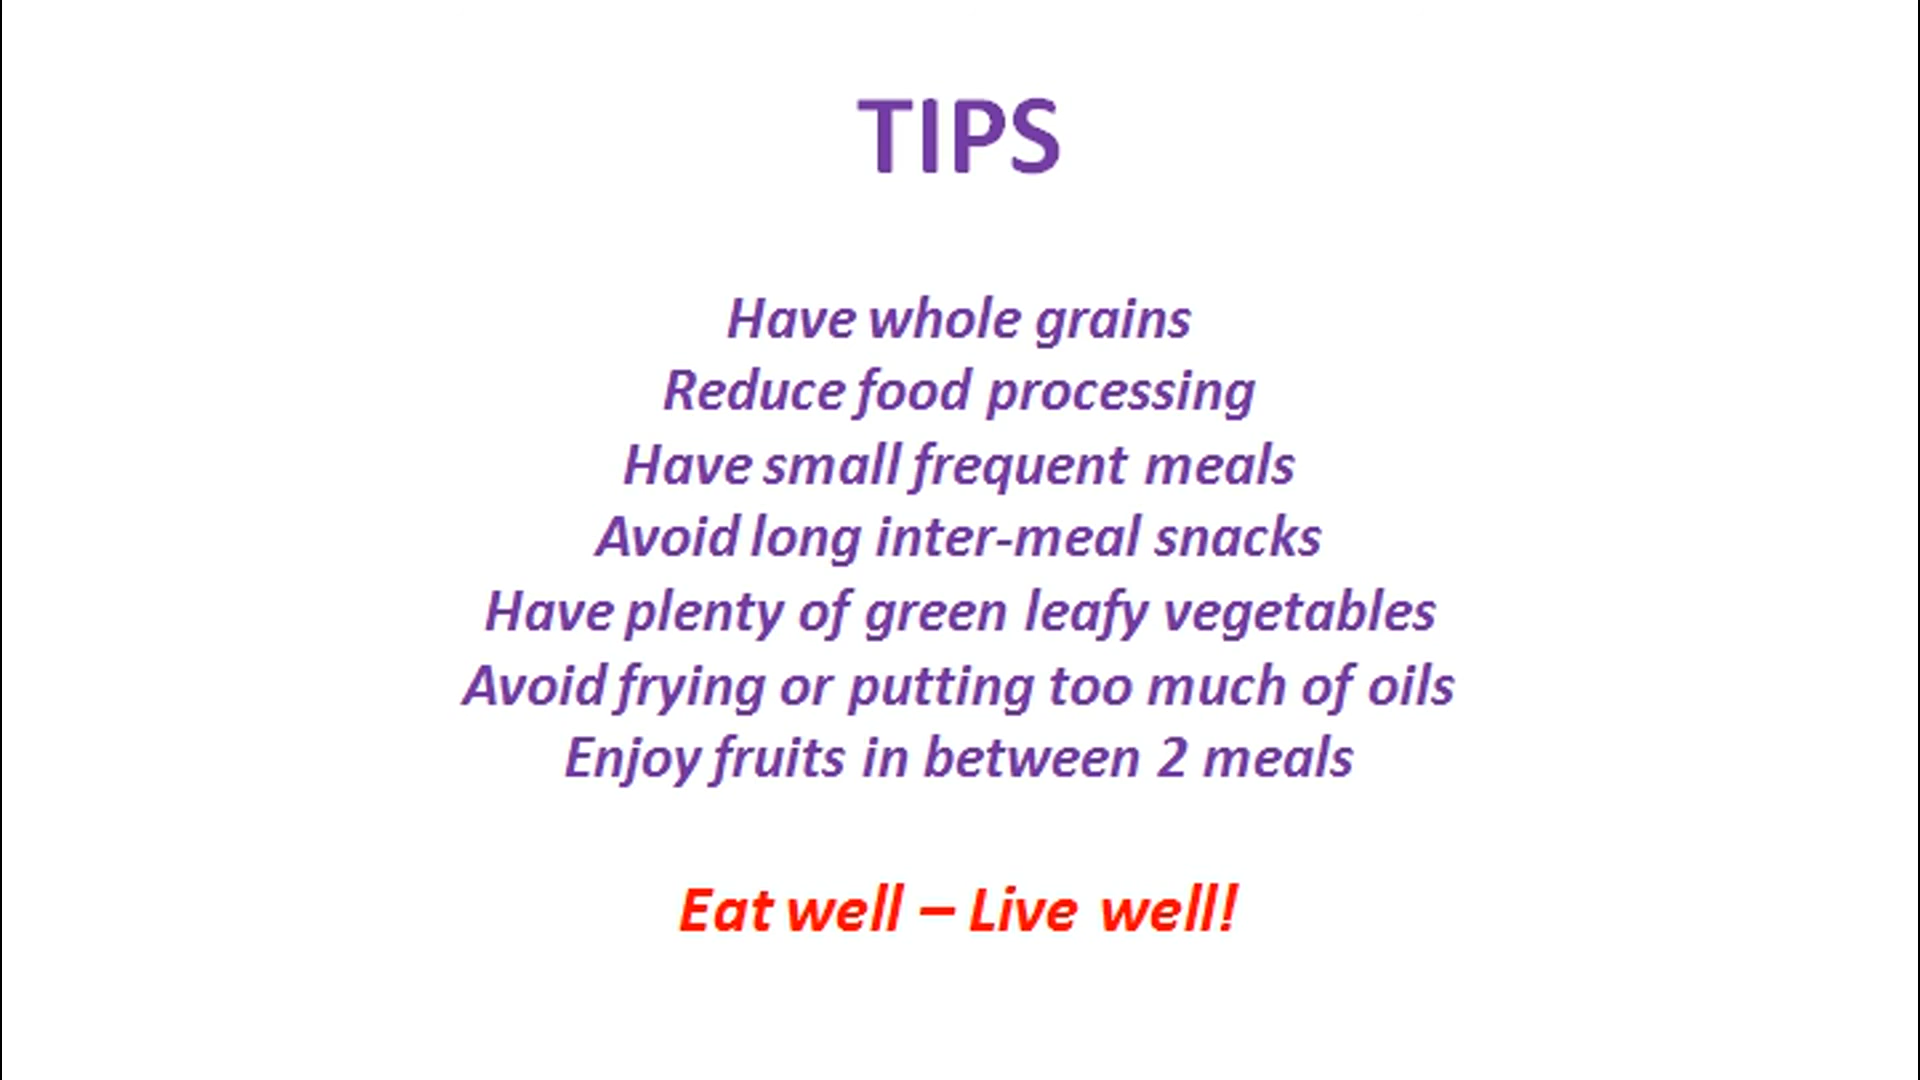 TIPS
Have whole grains
Reduce food processing
Have small frequent meals
Avoid long inter-meal snacks
Have plenty of green leafy vegetables
Avoid frying or putting too much of oils
Enjoy fruits in between 2 meals
Eat well – Live well!